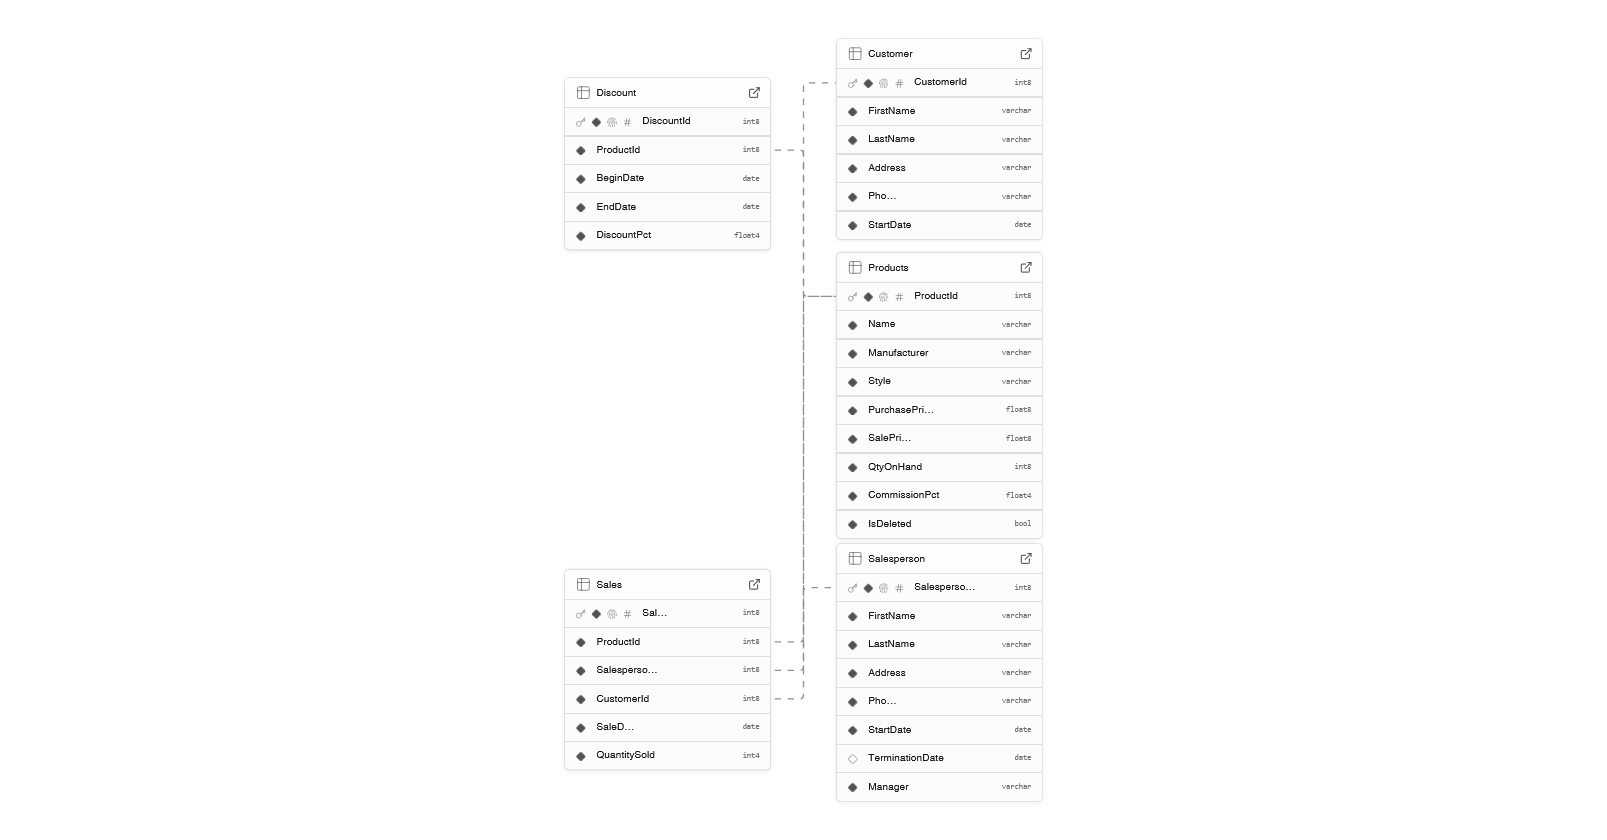 Discount
# DiscountId int8
ProductId int8
BeginDate date
EndDate date
DiscountPct float4
Customer
# CustomerId int8
FirstName varchar
LastName varchar
Address varchar
Pho... varchar
StartDate date
Products
# ProductId int8
Name varchar
Manufacturer varchar
Style varchar
PurchasePri... float8
SalePri... float8
QtyOnHand int8
CommissionPct float4
IsDeleted bool
Sales
# Sal... int8
ProductId int8
Salesperso... int8
CustomerId int8
SaleD... date
QuantitySold int4
Salesperson
# Salesperso... int8
FirstName varchar
LastName varchar
Address varchar
Pho... varchar
StartDate date
TerminationDate date
Manager varchar